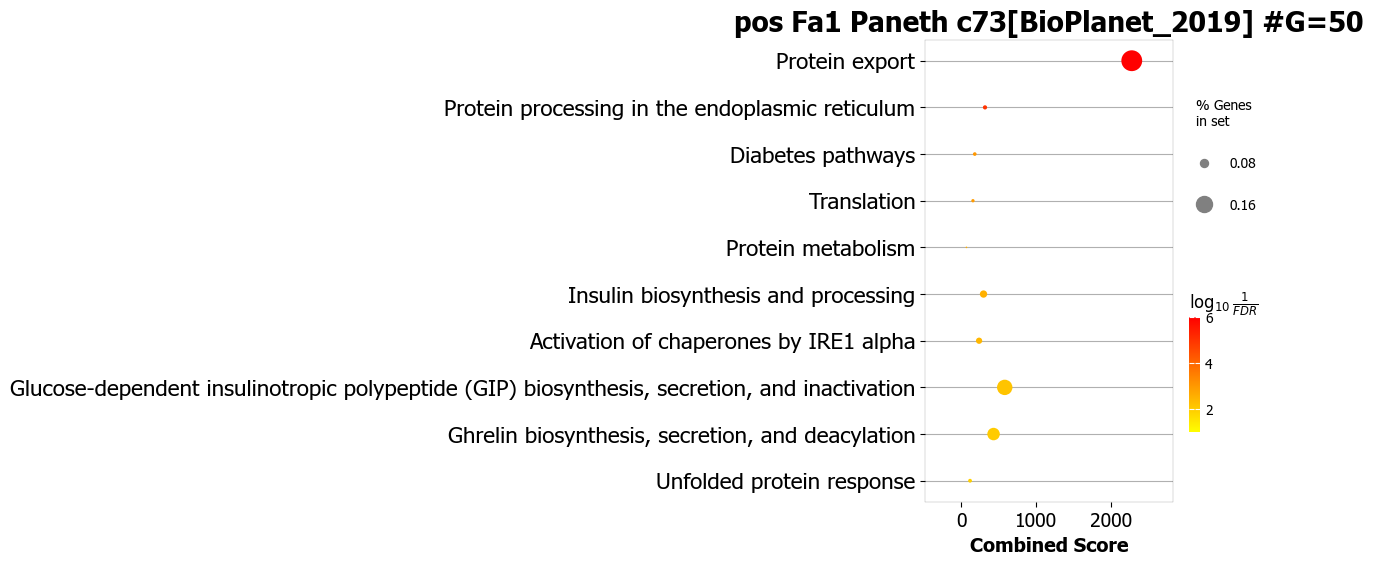 pos Fa1 Paneth c73[BioPlanet_2019] #G=50
Protein export
Protein processing in the endoplasmic reticulum
Diabetes pathways
Translation
Protein metabolism
Insulin biosynthesis and processing
Activation of chaperones by IRE1 alpha
Glucose-dependent insulinotropic polypeptide (GIP) biosynthesis, secretion, and inactivation
Ghrelin biosynthesis, secretion, and deacylation
Unfolded protein response
0 1000 2000
Combined Score
% Genes
in set
0.08
0.16
log10 1/FDR
6
4
2